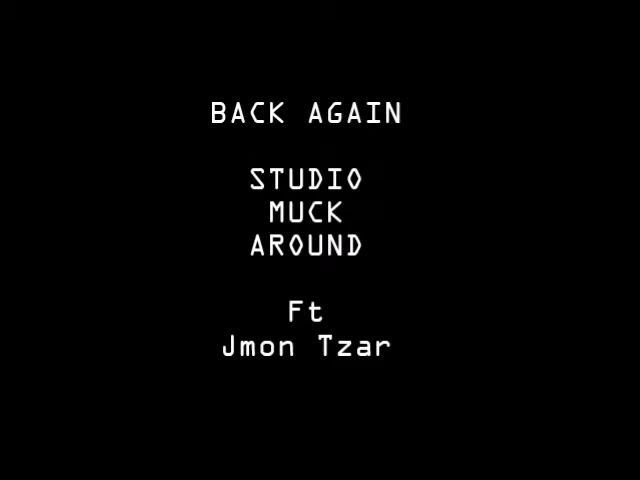 BACK AGAIN
STUDIO
MUCK
AROUND
Ft
Jmon Tzar